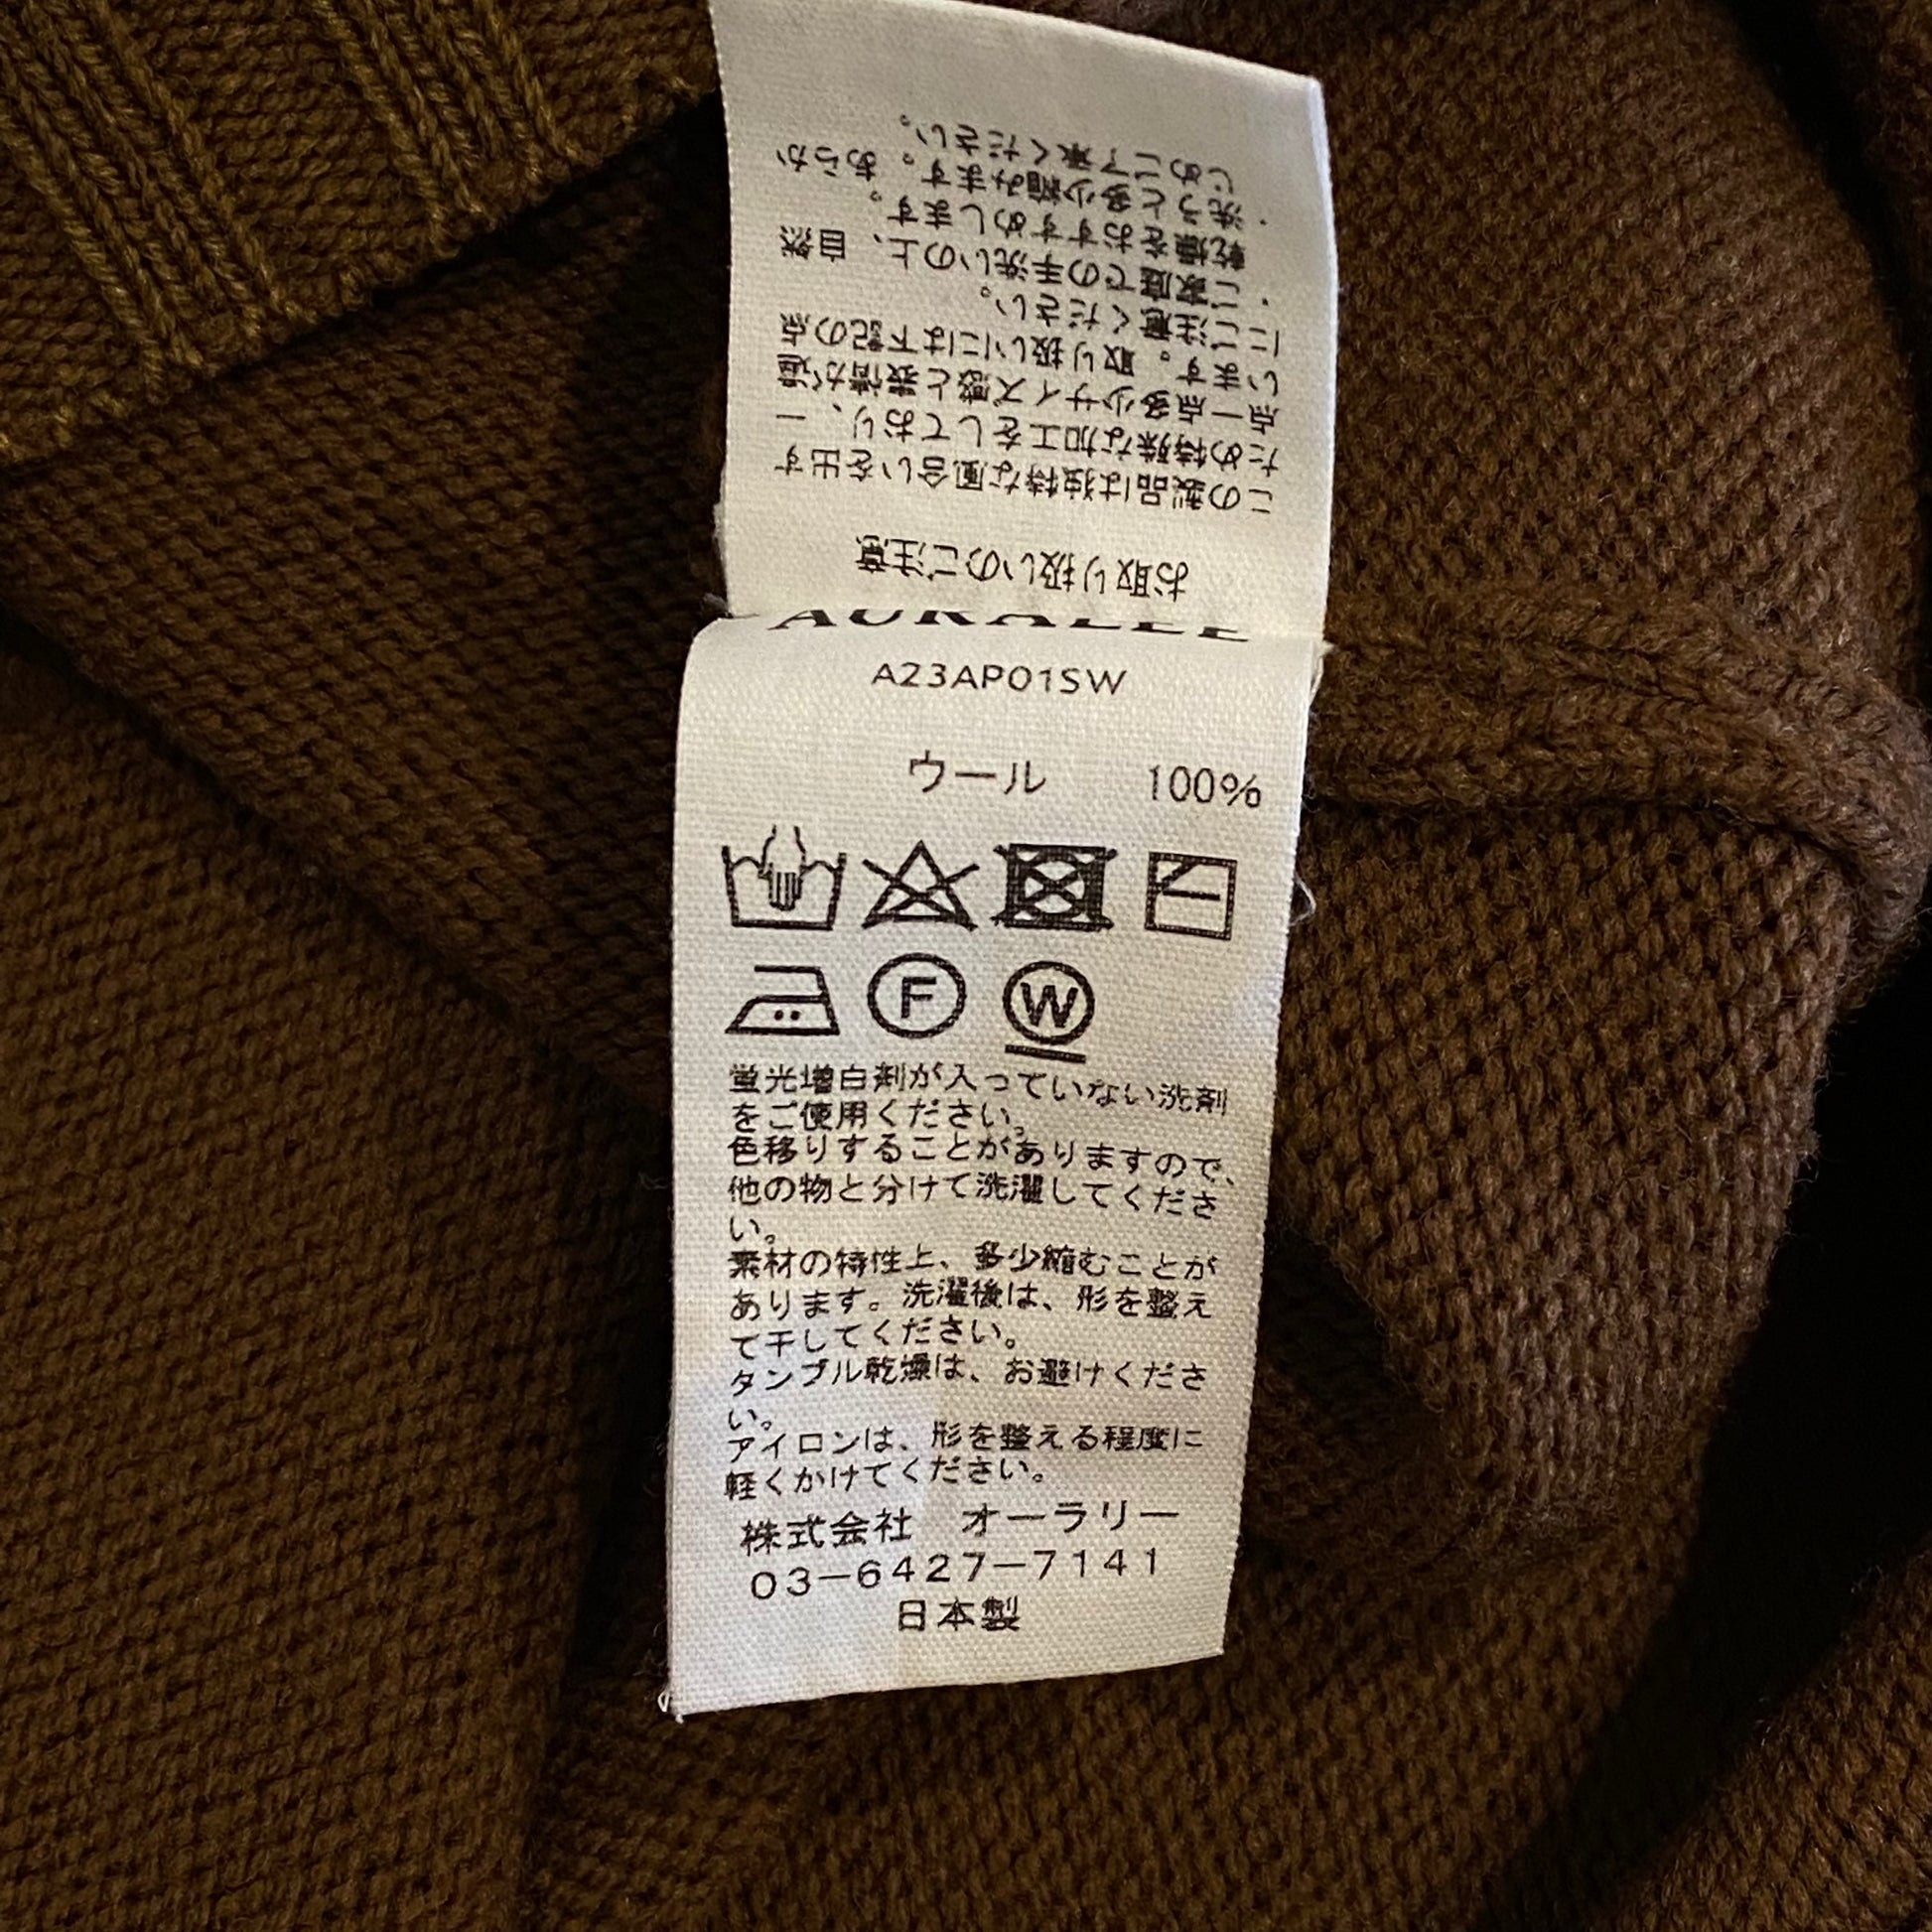 お取り扱いのご注意
この製品は独特な風合いを出す
ため特殊な加工をしており、一
点一点多少サイズ感と表情が違
います。取り扱いには下記の点
にご注意ください。
・ご家庭での手洗いの上、自然
乾燥をおすすめします。
・洗うと多少縮みます。あらか
じめご了承ください。
AURALEE
A23AP01SW
ウール 100%
F W
蛍光増白剤が入っていない洗剤
をご使用ください。
色移りすることがありますので、
他の物と分けて洗濯してくださ
い。
素材の特性上、多少縮むことが
あります。洗濯後は、形を整え
て干してください。
タンブル乾燥は、お避けくださ
い。
アイロンは、形を整える程度に
軽くかけてください。
株式会社 オーラリー
03-6427-7141
日本製